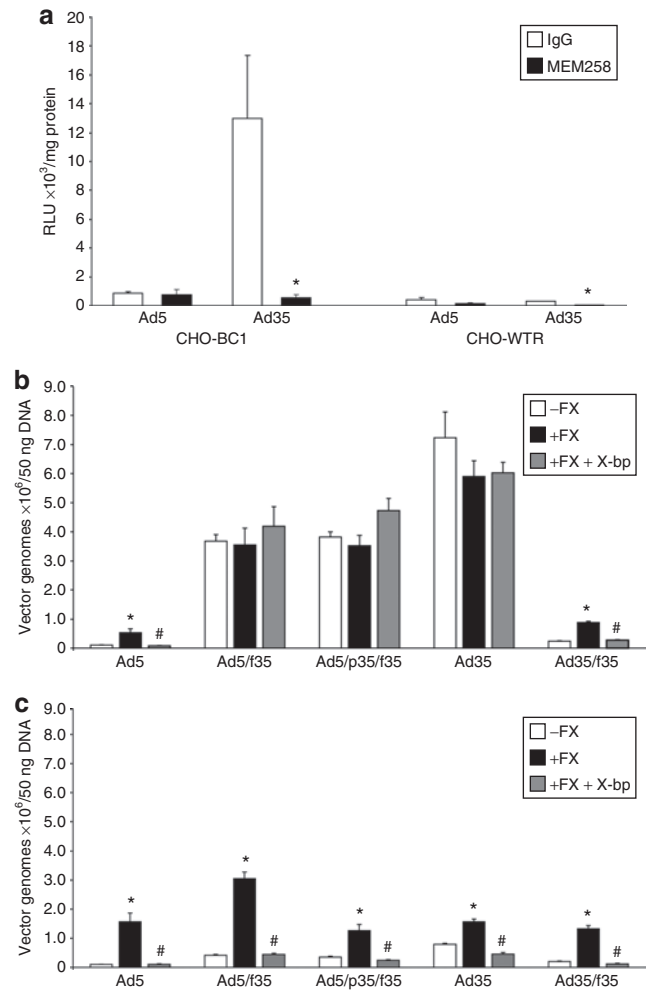 a
20
18
16
14
12
10
8
6
4
2
0
RLU ×10³/mg protein
IgG
MEM258
*
*
Ad5
Ad35
Ad5
Ad35
CHO-BC1
CHO-WTR
b
9.0
8.0
7.0
6.0
5.0
4.0
3.0
2.0
1.0
0
Vector genomes ×10⁶/50 ng DNA
–FX
+FX
+FX + X-bp
*
#
*
#
Ad5
Ad5/f35
Ad5/p35/f35
Ad35
Ad35/f35
c
9.0
8.0
7.0
6.0
5.0
4.0
3.0
2.0
1.0
0
Vector genomes ×10⁶/50 ng DNA
–FX
+FX
+FX + X-bp
*
#
*
#
*
#
*
#
*
#
Ad5
Ad5/f35
Ad5/p35/f35
Ad35
Ad35/f35